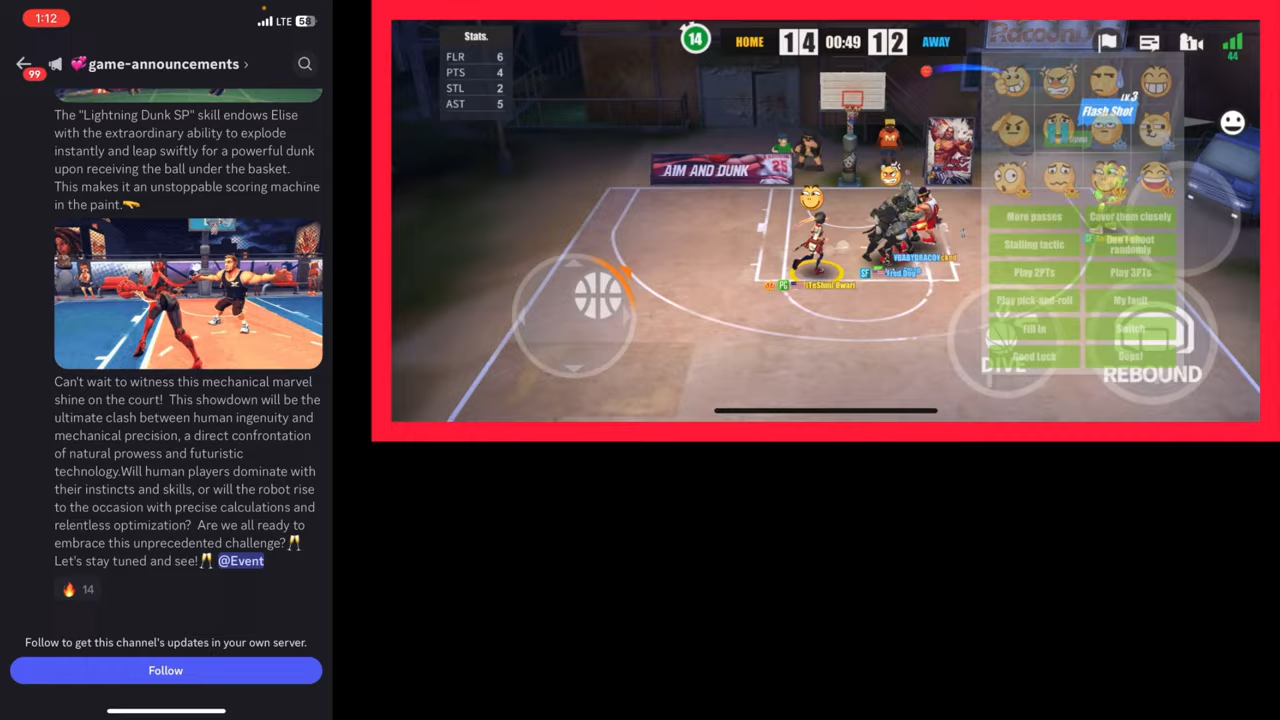 1:12
LTE 58
99
game-announcements
The "Lightning Dunk SP" skill endows Elise
with the extraordinary ability to explode
instantly and leap swiftly for a powerful dunk
upon receiving the ball under the basket.
This makes it an unstoppable scoring machine
in the paint.
Can't wait to witness this mechanical marvel
shine on the court!  This showdown will be the
ultimate clash between human ingenuity and
mechanical precision, a direct confrontation
of natural prowess and futuristic
technology.Will human players dominate with
their instincts and skills, or will the robot rise
to the occasion with precise calculations and
relentless optimization?  Are we all ready to
embrace this unprecedented challenge?
Let's stay tuned and see! @Event
14
Follow to get this channel's updates in your own server.
Follow
Stats.
FLR 6
PTS 4
STL 2
AST 5
14
HOME 14 00:49 12 AWAY
44
LV.3
Flash Shot
AIM AND DUNK
25
More passes
Cover them closely
Stalling tactic
Don't shoot
randomly
Play 2PTS
Play 3PTS
Play pick-and-roll
My fault
Fill In
Switch
Good Luck
Oops!
DIVE
REBOUND
PG
SF